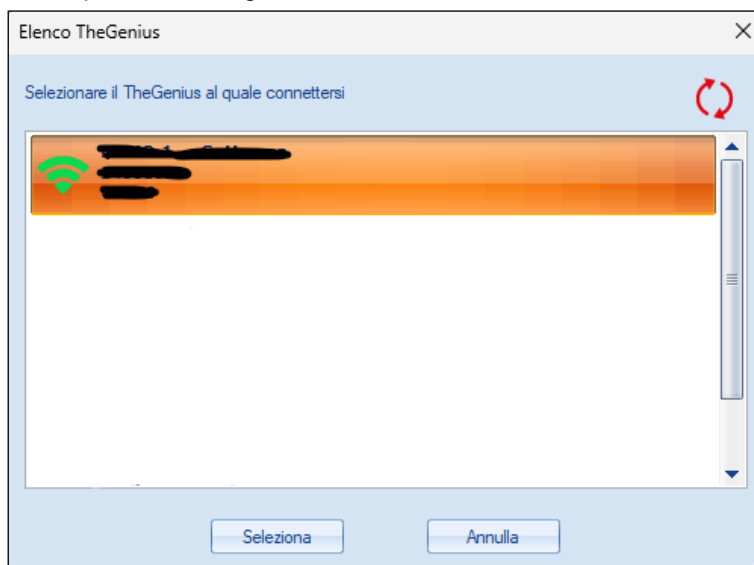 Elenco TheGenius
Selezionare il TheGenius al quale connettersi
Seleziona
Annulla